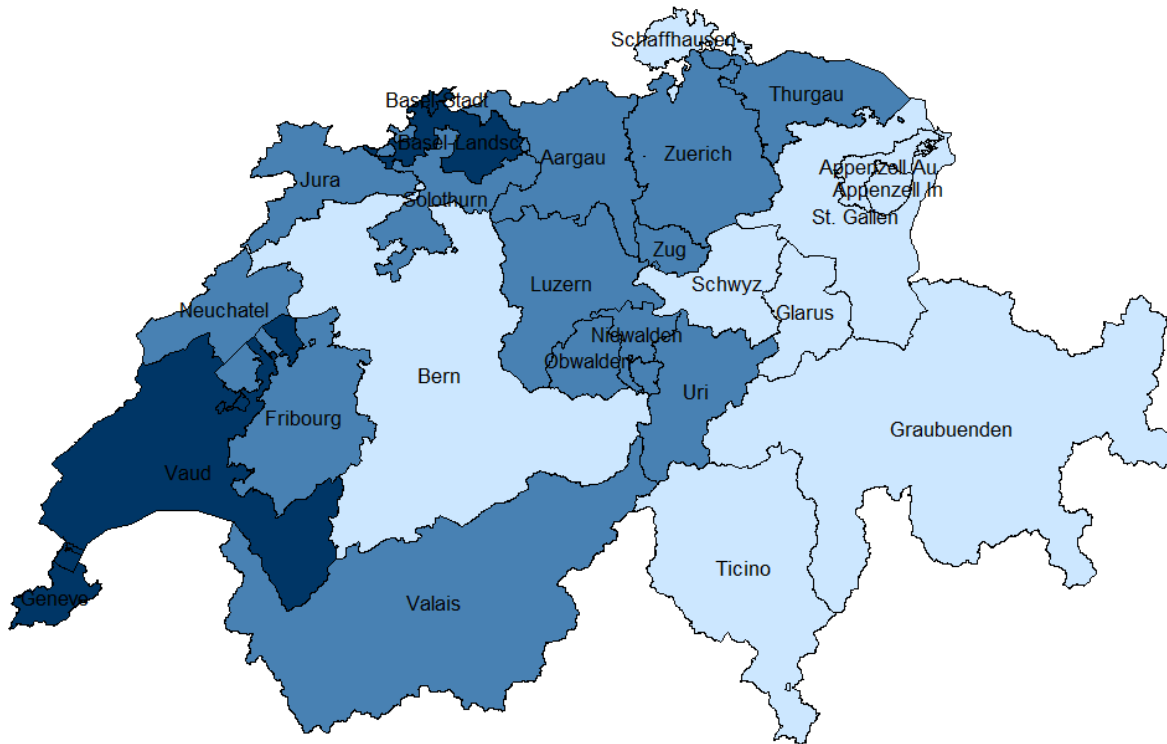 Schaffhausen
Basel-Stadt
Thurgau
Basel-Landsc
Aargau
Zuerich
Jura
Appenzell Au
Appenzell In
Solothurn
St. Gallen
Zug
Luzern
Schwyz
Neuchatel
Glarus
Nidwalden
Obwalden
Bern
Uri
Fribourg
Graubuenden
Vaud
Ticino
Geneve
Valais